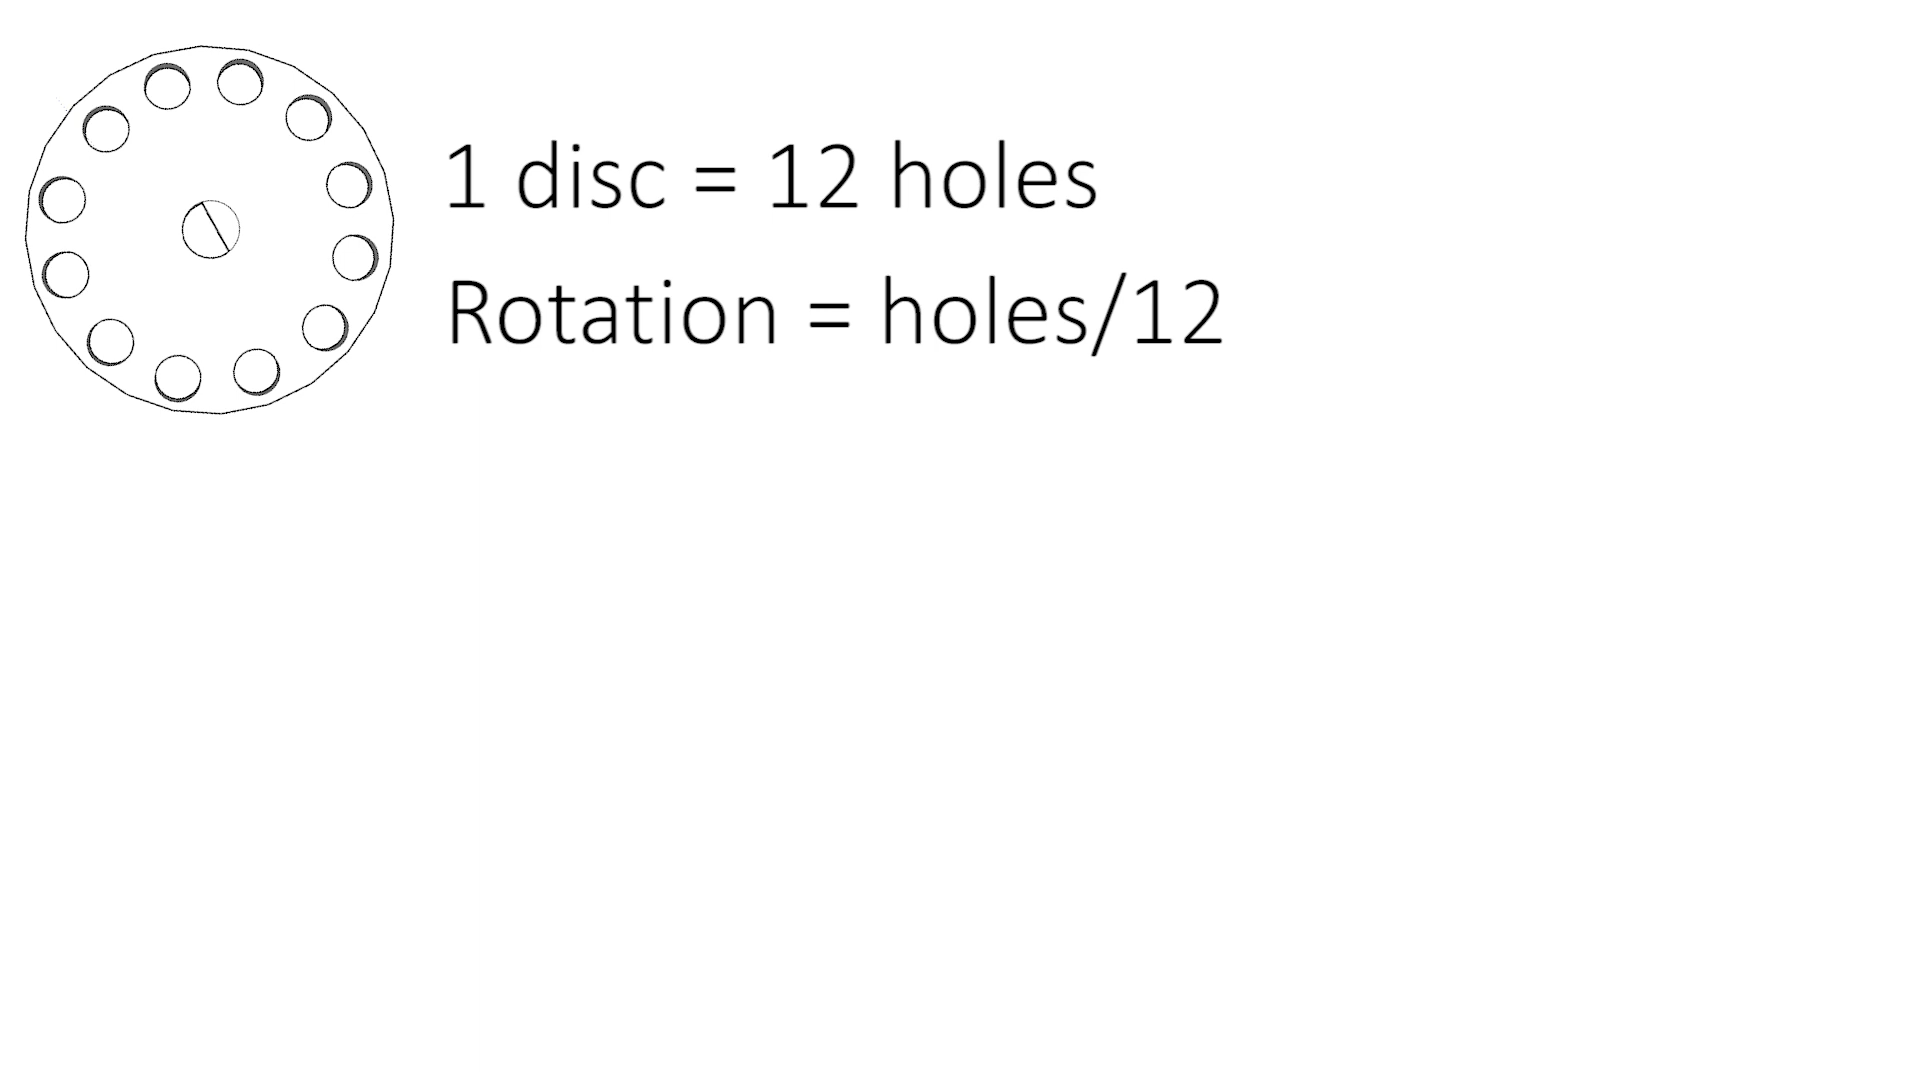 1 disc = 12 holes
Rotation = holes/12